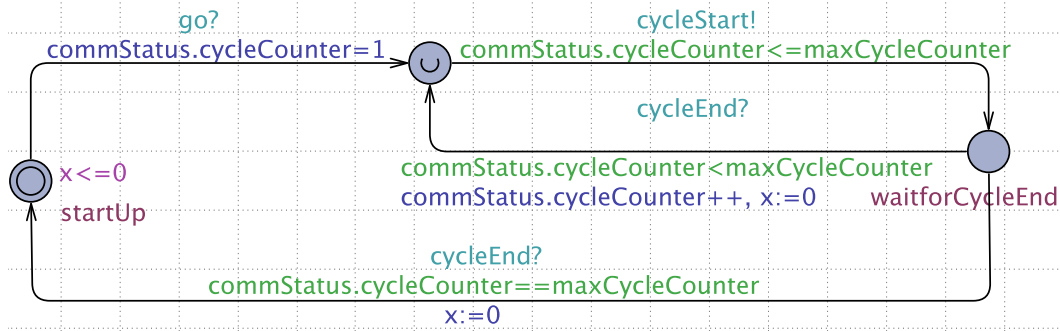 go?
commStatus.cycleCounter=1
cycleStart!
commStatus.cycleCounter<=maxCycleCounter
cycleEnd?
commStatus.cycleCounter<maxCycleCounter
commStatus.cycleCounter++, x:=0
waitforCycleEnd
x<=0
startUp
cycleEnd?
commStatus.cycleCounter==maxCycleCounter
x:=0